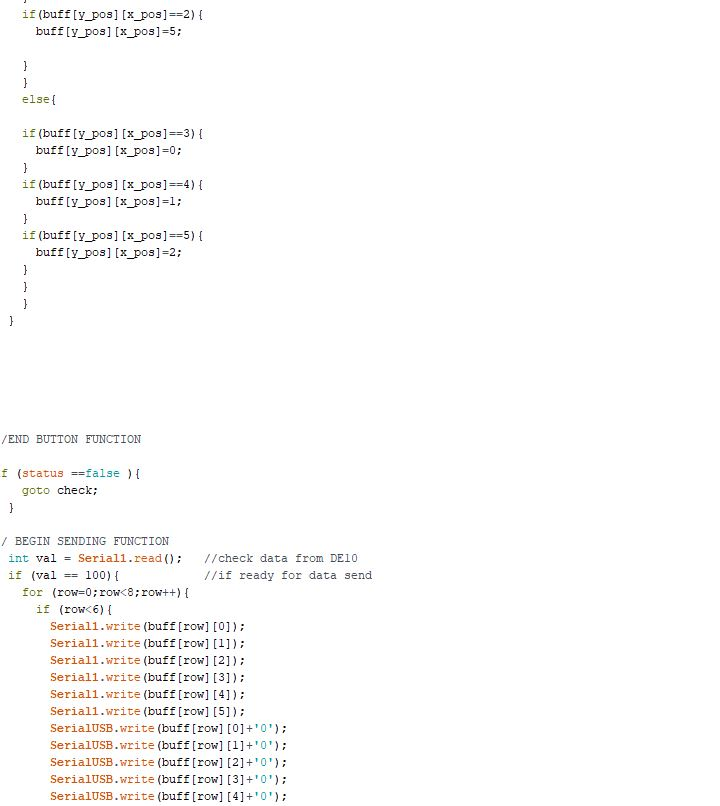 }
if(buff[y_pos][x_pos]==2){
buff[y_pos][x_pos]=5;
}
}
else{
if(buff[y_pos][x_pos]==3){
buff[y_pos][x_pos]=0;
}
if(buff[y_pos][x_pos]==4){
buff[y_pos][x_pos]=1;
}
if(buff[y_pos][x_pos]==5){
buff[y_pos][x_pos]=2;
}
}
}
}
/END BUTTON FUNCTION
f (status ==false ){
goto check;
}
/ BEGIN SENDING FUNCTION
int val = Serial1.read(); //check data from DE10
if (val == 100){ //if ready for data send
for (row=0;row<8;row++){
if (row<6){
Serial1.write(buff[row][0]);
Serial1.write(buff[row][1]);
Serial1.write(buff[row][2]);
Serial1.write(buff[row][3]);
Serial1.write(buff[row][4]);
Serial1.write(buff[row][5]);
SerialUSB.write(buff[row][0]+'0');
SerialUSB.write(buff[row][1]+'0');
SerialUSB.write(buff[row][2]+'0');
SerialUSB.write(buff[row][3]+'0');
SerialUSB.write(buff[row][4]+'0');